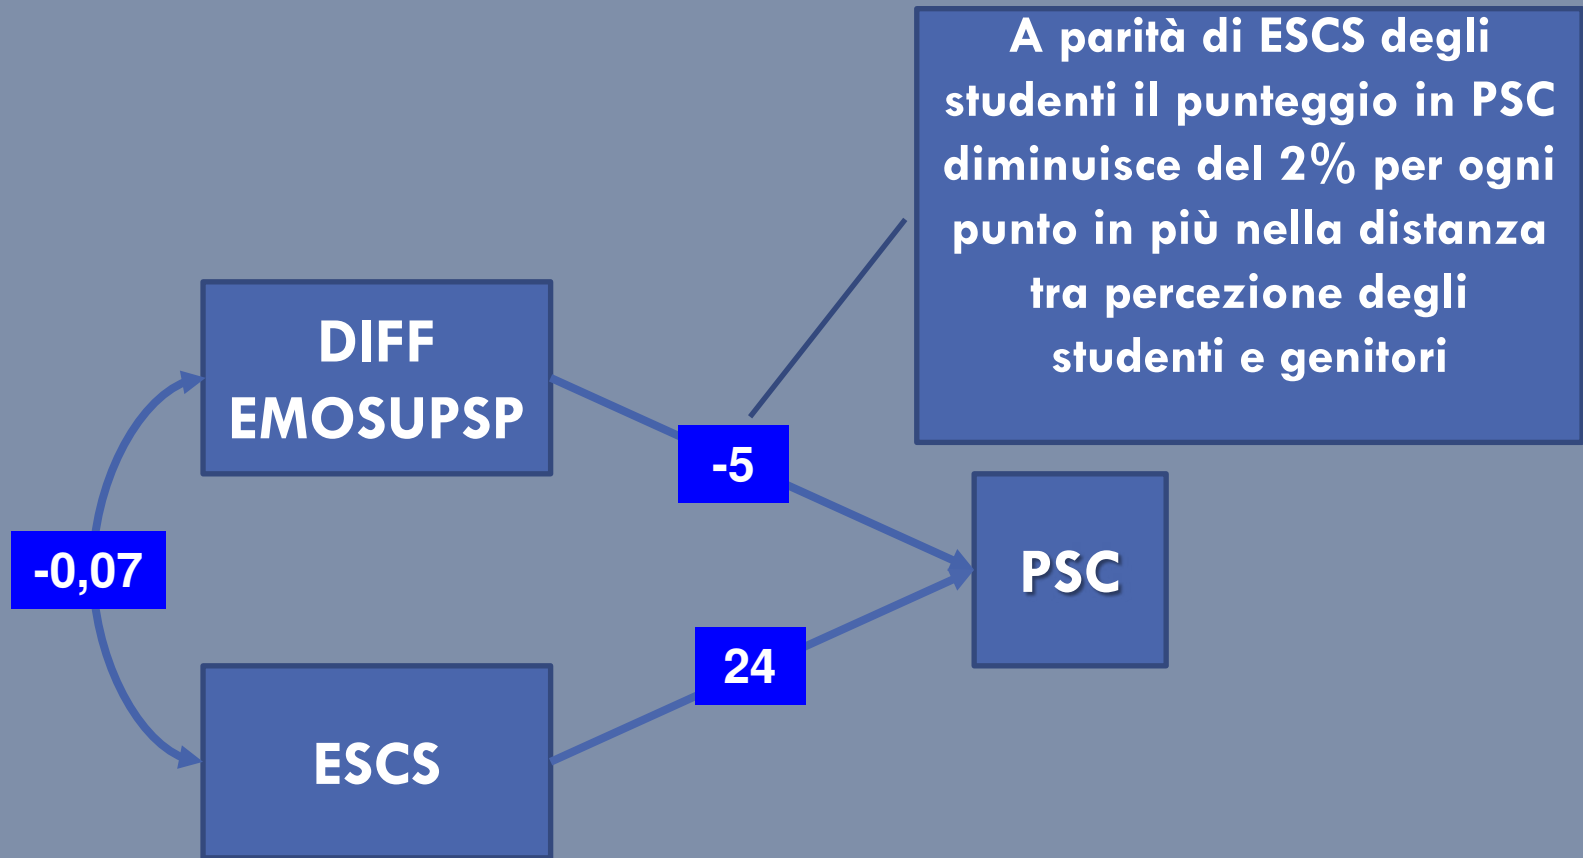 A parità di ESCS degli
studenti il punteggio in PSC
diminuisce del 2% per ogni
punto in più nella distanza
tra percezione degli
studenti e genitori
DIFF
EMOSUPSP
-5
-0,07
PSC
24
ESCS